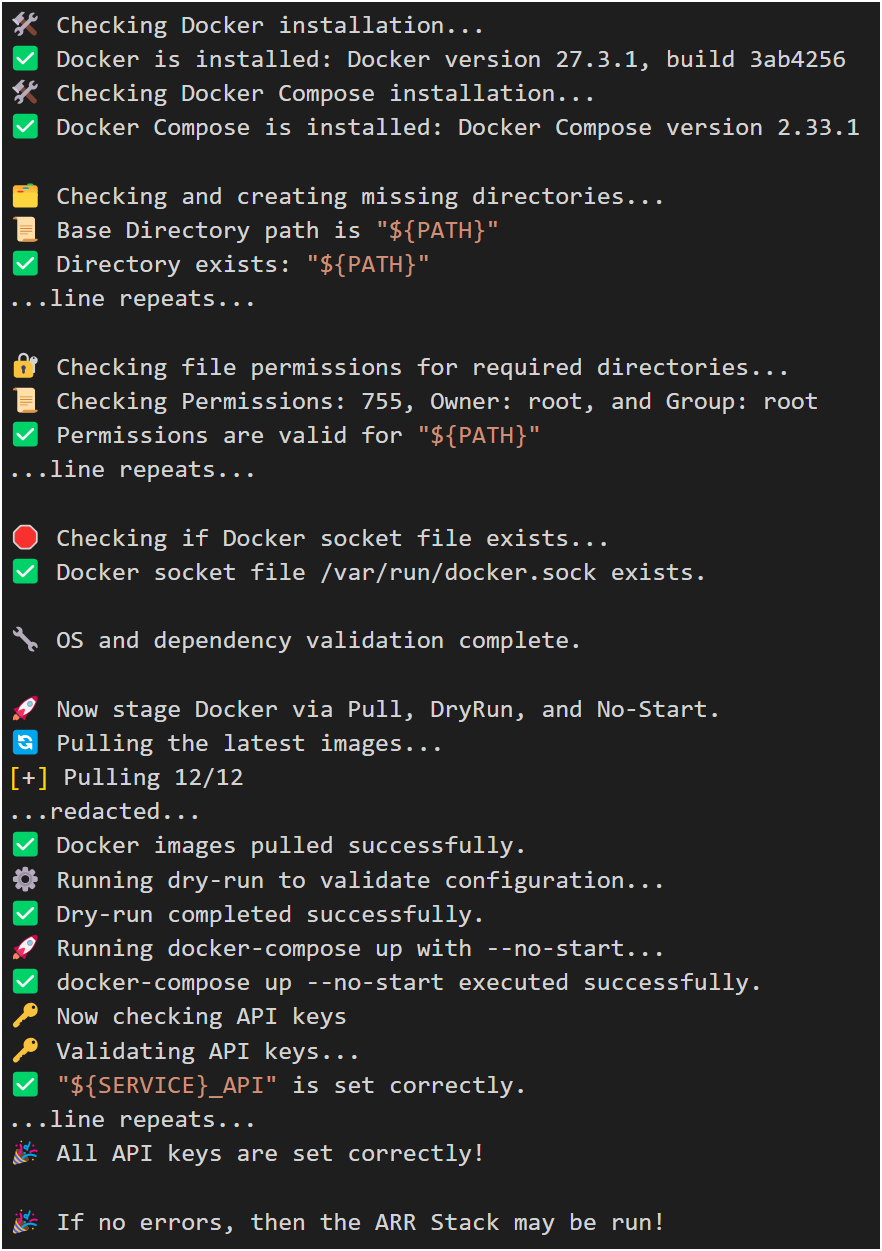 🛠️ Checking Docker installation...
✅ Docker is installed: Docker version 27.3.1, build 3ab4256
🛠️ Checking Docker Compose installation...
✅ Docker Compose is installed: Docker Compose version 2.33.1
🗂️ Checking and creating missing directories...
📜 Base Directory path is "${PATH}"
✅ Directory exists: "${PATH}"
...line repeats...
🔐 Checking file permissions for required directories...
📜 Checking Permissions: 755, Owner: root, and Group: root
✅ Permissions are valid for "${PATH}"
...line repeats...
🛑 Checking if Docker socket file exists...
✅ Docker socket file /var/run/docker.sock exists.
🔧 OS and dependency validation complete.
🚀 Now stage Docker via Pull, DryRun, and No-Start.
🔄 Pulling the latest images...
[+] Pulling 12/12
...redacted...
✅ Docker images pulled successfully.
⚙️ Running dry-run to validate configuration...
✅ Dry-run completed successfully.
🚀 Running docker-compose up with --no-start...
✅ docker-compose up --no-start executed successfully.
🔑 Now checking API keys
🔑 Validating API keys...
✅ "${SERVICE}_API" is set correctly.
...line repeats...
🎉 All API keys are set correctly!
🎉 If no errors, then the ARR Stack may be run!